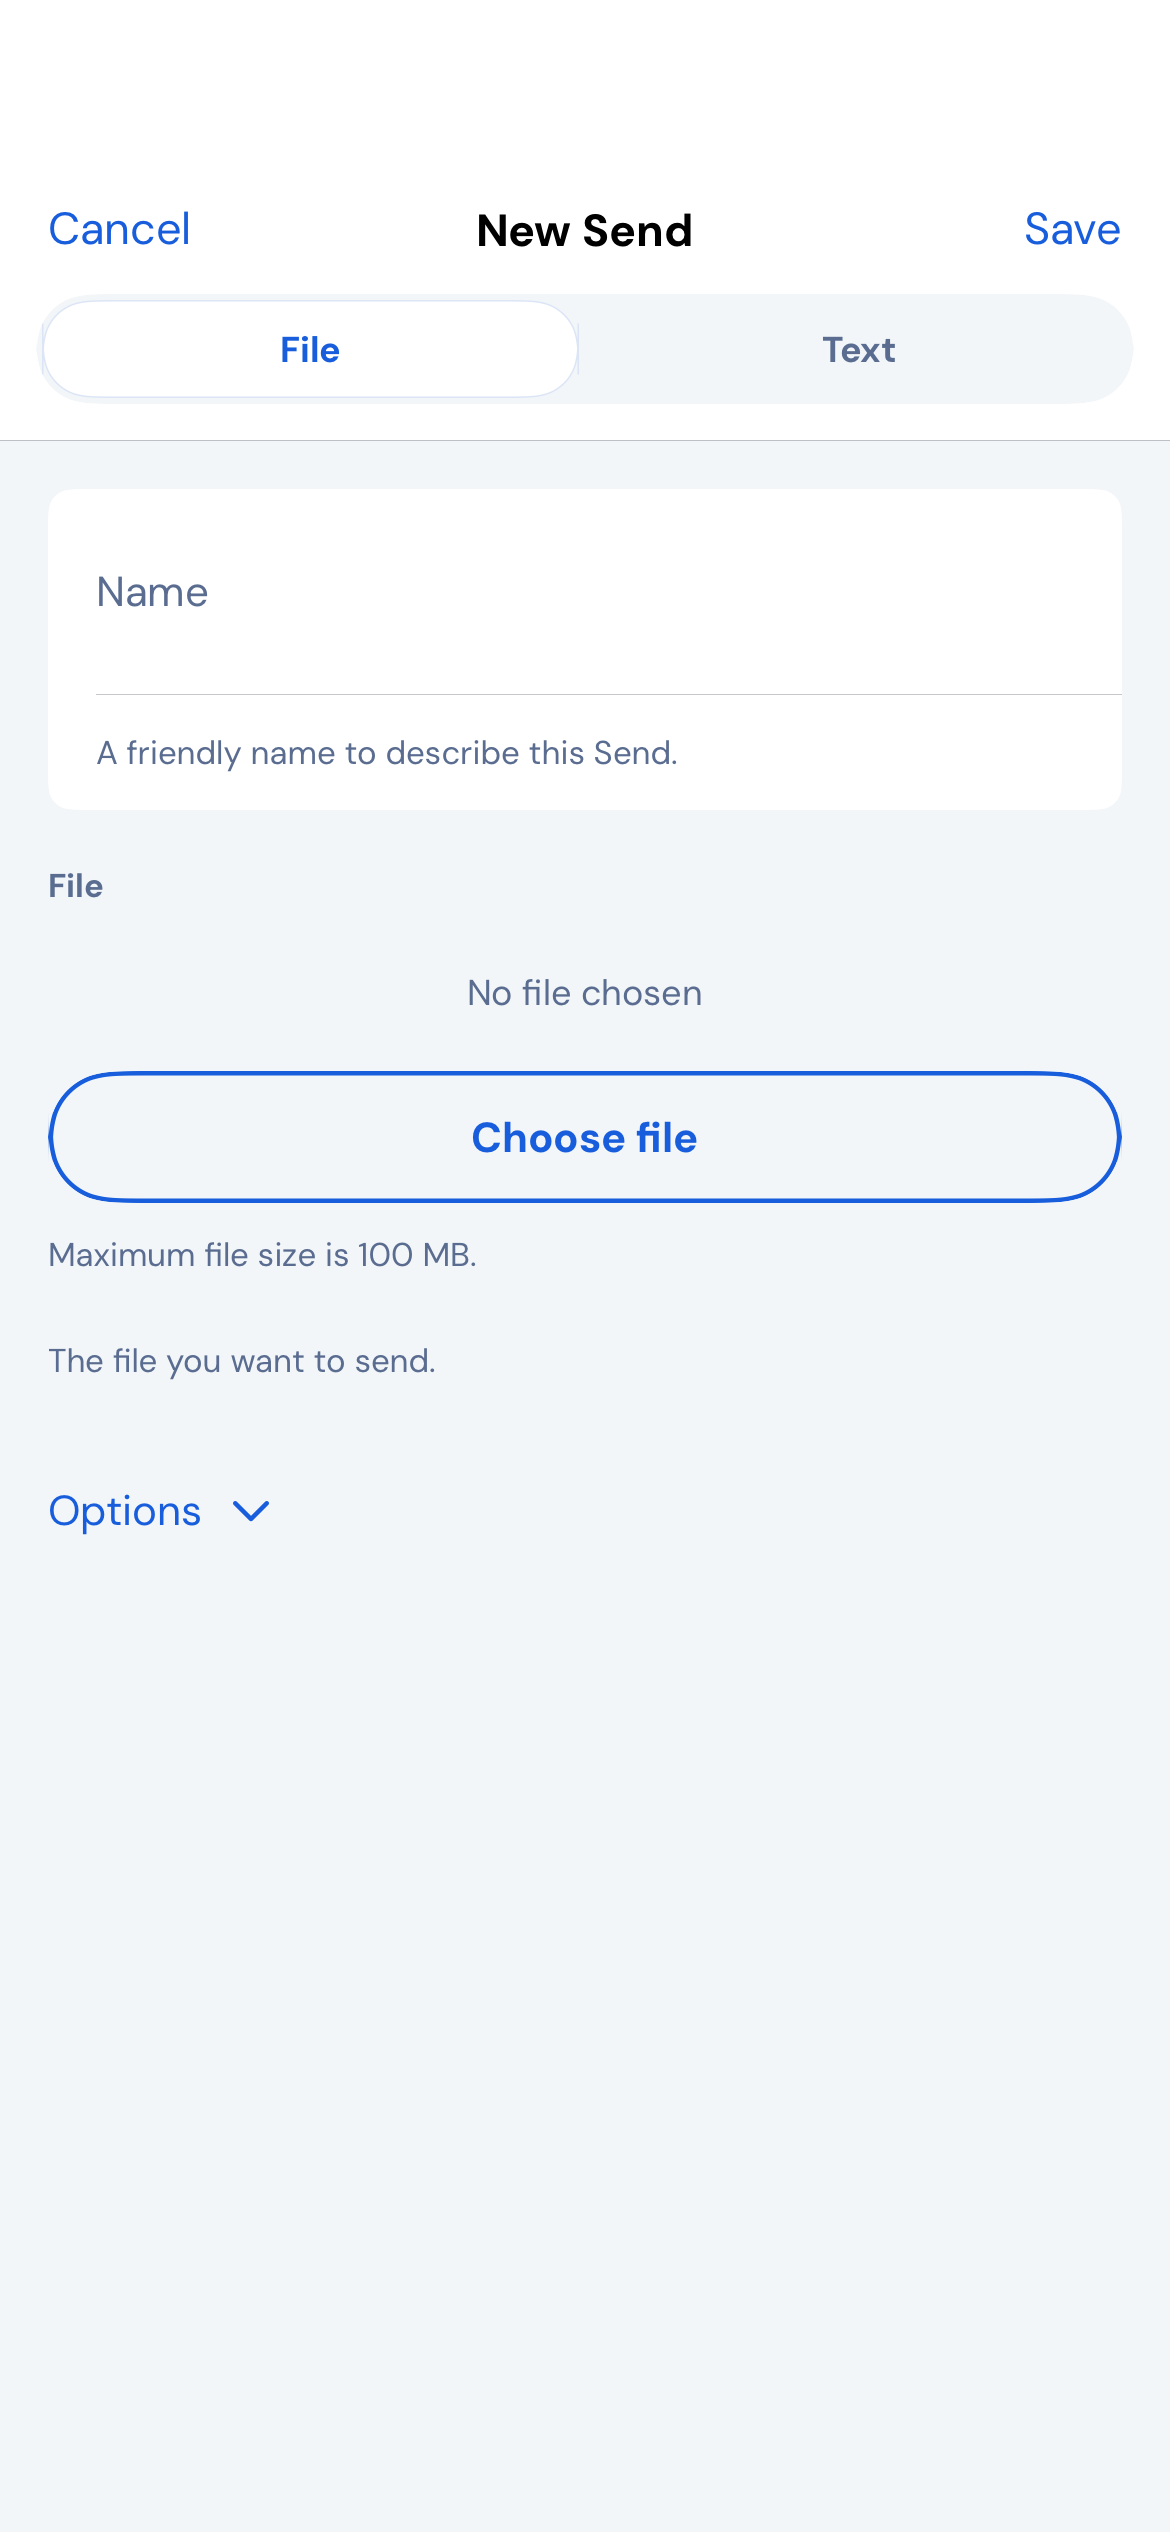 Cancel
New Send
Save
File
Text
Name
A friendly name to describe this Send.
File
No file chosen
Choose file
Maximum file size is 100 MB.
The file you want to send.
Options